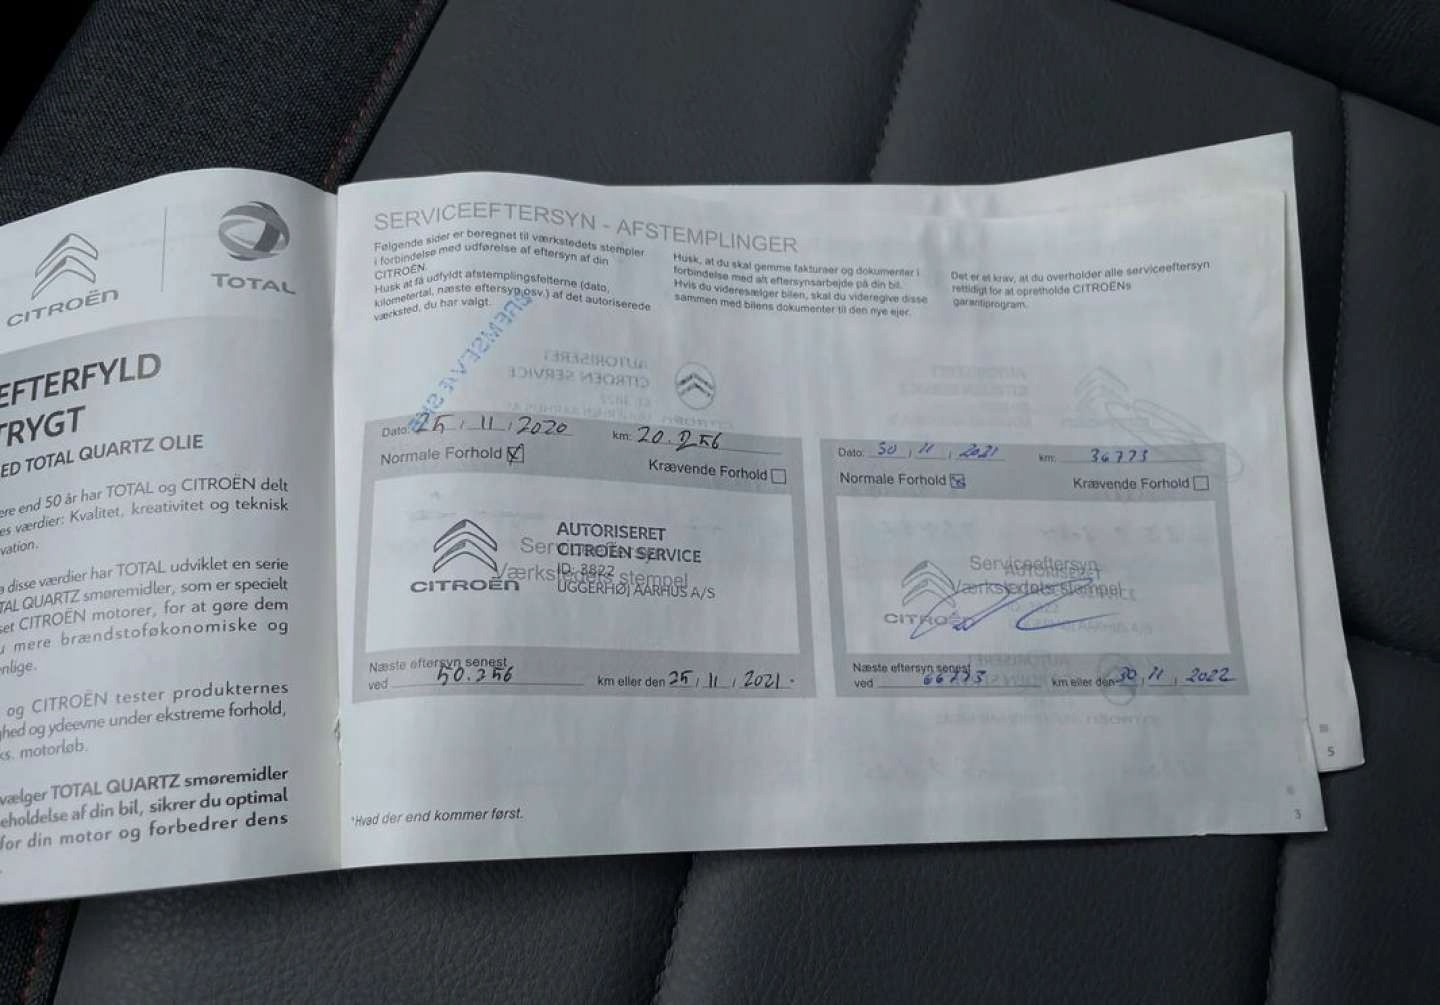 CITROËN
TOTAL
EFTERFYLD
TRYGT
ED TOTAL QUARTZ OLIE
ere end 50 år har TOTAL og CITROËN delt
es værdier: Kvalitet, kreativitet og teknisk
vation.
disse værdier har TOTAL udviklet en serie
TAL QUARTZ smøremidler, som er specielt
set CITROËN motorer, for at gøre dem
u mere brændstoføkonomiske og
nlige.
og CITROËN tester produkternes
ghed og ydeevne under ekstreme forhold,
ks. motorløb.
vælger TOTAL QUARTZ smøremidler
eholdelse af din bil, sikrer du optimal
for din motor og forbedrer dens
SERVICEEFTERSYN - AFSTEMPLINGER
Følgende sider er beregnet til værkstedets stempler
i forbindelse med udførelse af eftersyn af din
CITROËN.
Husk at få udfyldt afstemplingsfelterne (dato,
kilometertal, næste eftersyn osv.) af det autoriserede
værksted, du har valgt.
Husk, at du skal gemme fakturaer og dokumenter i
forbindelse med alt eftersynsarbejde på din bil.
Hvis du videresælger bilen, skal du videregive disse
sammen med bilens dokumenter til den nye ejer.
Det er et krav, at du overholder alle serviceeftersyn
rettidigt for at opretholde CITROËNs
garantiprogram.
Dato: 25 / 11 / 2020 km: 20.256
Normale Forhold Krævende Forhold
AUTORISERET
CITROËN SERVICE
ID. 3822
UGGERHØJ AARHUS A/S
CITROËN
Værkstedets stempel
Næste eftersyn senest
ved 50.256 km eller den 25 / 11 / 2021.
Dato: 30 / 11 / 2021 km: 36773
Normale Forhold Krævende Forhold
Serviceeftersyn
Værkstedets stempel
CITROËN
Næste eftersyn senest
ved 66773 km eller den 30 / 11 / 2022
*Hvad der end kommer først.
3
5